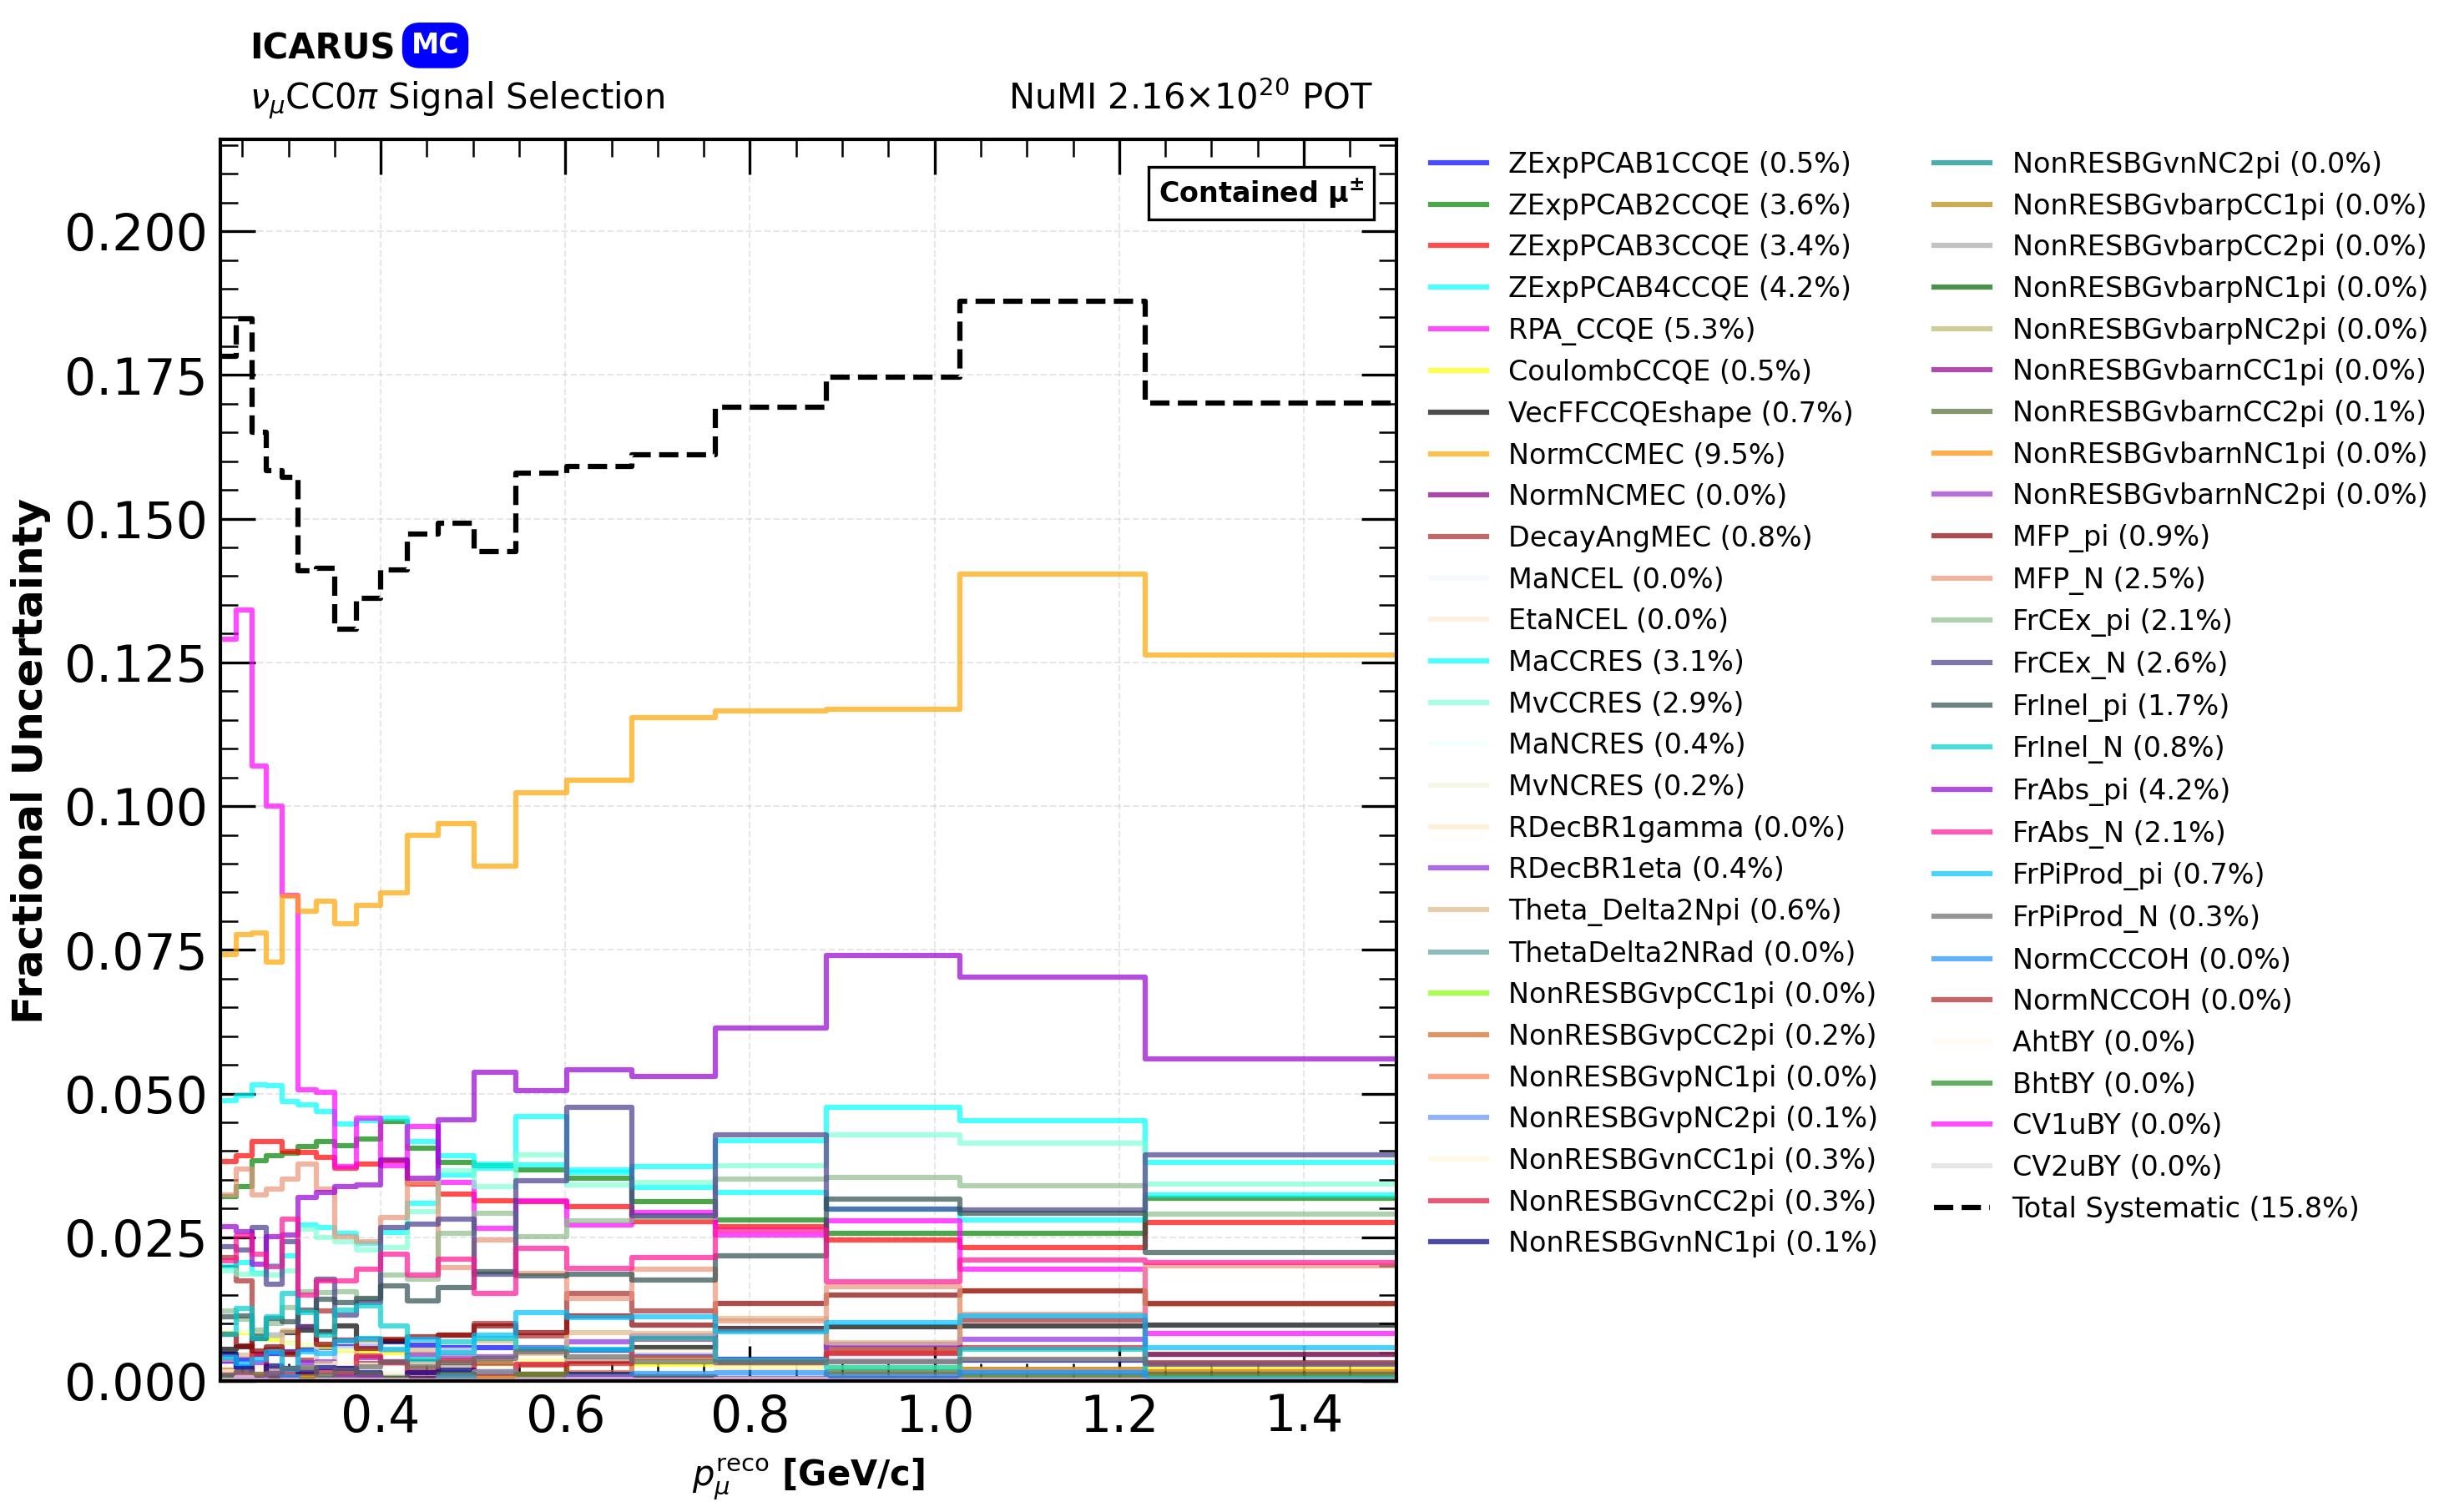 ICARUS MC
νμCC0π Signal Selection
NuMI 2.16×10²⁰ POT
Contained μ±
Fractional Uncertainty
0.200
0.175
0.150
0.125
0.100
0.075
0.050
0.025
0.000
0.4 0.6 0.8 1.0 1.2 1.4
pμ^reco [GeV/c]
ZExpPCAB1CCQE (0.5%)
ZExpPCAB2CCQE (3.6%)
ZExpPCAB3CCQE (3.4%)
ZExpPCAB4CCQE (4.2%)
RPA_CCQE (5.3%)
CoulombCCQE (0.5%)
VecFFCCQEshape (0.7%)
NormCCMEC (9.5%)
NormNCMEC (0.0%)
DecayAngMEC (0.8%)
MaNCEL (0.0%)
EtaNCEL (0.0%)
MaCCRES (3.1%)
MvCCRES (2.9%)
MaNCRES (0.4%)
MvNCRES (0.2%)
RDecBR1gamma (0.0%)
RDecBR1eta (0.4%)
Theta_Delta2Npi (0.6%)
ThetaDelta2NRad (0.0%)
NonRESBGvpCC1pi (0.0%)
NonRESBGvpCC2pi (0.2%)
NonRESBGvpNC1pi (0.0%)
NonRESBGvpNC2pi (0.1%)
NonRESBGvnCC1pi (0.3%)
NonRESBGvnCC2pi (0.3%)
NonRESBGvnNC1pi (0.1%)
NonRESBGvnNC2pi (0.0%)
NonRESBGvbarpCC1pi (0.0%)
NonRESBGvbarpCC2pi (0.0%)
NonRESBGvbarpNC1pi (0.0%)
NonRESBGvbarpNC2pi (0.0%)
NonRESBGvbarnCC1pi (0.0%)
NonRESBGvbarnCC2pi (0.1%)
NonRESBGvbarnNC1pi (0.0%)
NonRESBGvbarnNC2pi (0.0%)
MFP_pi (0.9%)
MFP_N (2.5%)
FrCEx_pi (2.1%)
FrCEx_N (2.6%)
FrInel_pi (1.7%)
FrInel_N (0.8%)
FrAbs_pi (4.2%)
FrAbs_N (2.1%)
FrPiProd_pi (0.7%)
FrPiProd_N (0.3%)
NormCCCOH (0.0%)
NormNCCOH (0.0%)
AhtBY (0.0%)
BhtBY (0.0%)
CV1uBY (0.0%)
CV2uBY (0.0%)
Total Systematic (15.8%)